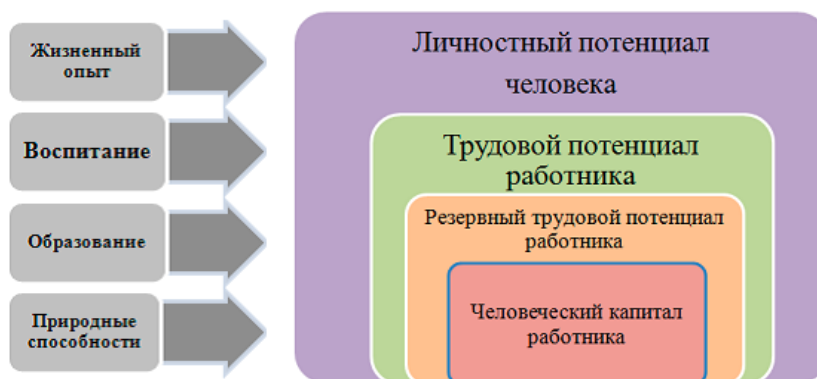 Жизненный
опыт
Воспитание
Образование
Природные
способности
Личностный потенциал
человека
Трудовой потенциал
работника
Резервный трудовой потенциал
работника
Человеческий капитал
работника